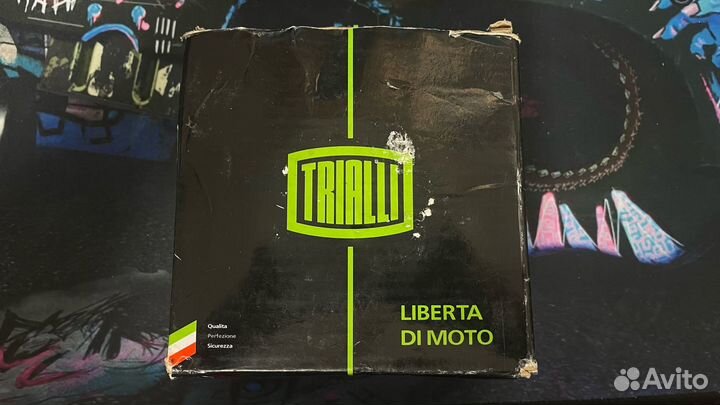 TRIALLI
LIBERTA
DI MOTO
Qualita
Perfezione
Sicurezza
Avito